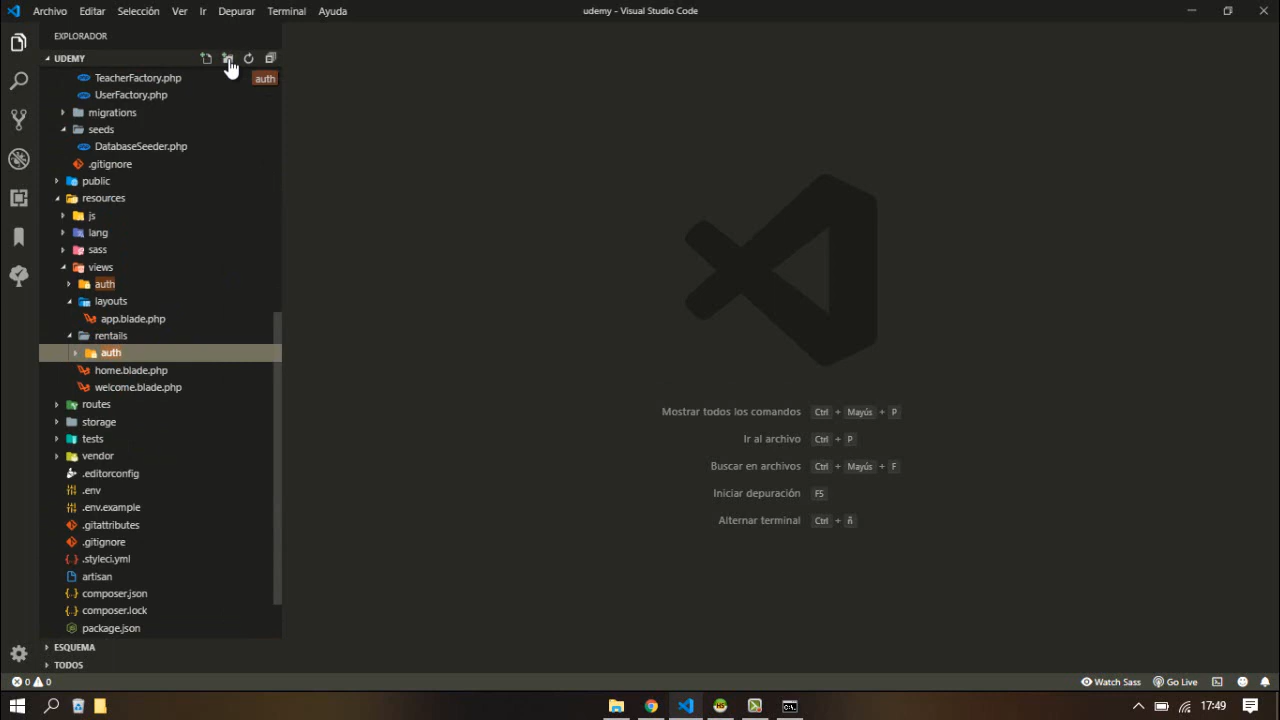 Archivo Editar Selección Ver Ir Depurar Terminal Ayuda
udemy - Visual Studio Code
EXPLORADOR
UDEMY
TeacherFactory.php
auth
UserFactory.php
migrations
seeds
DatabaseSeeder.php
.gitignore
public
resources
js
lang
sass
views
auth
layouts
app.blade.php
rentails
auth
home.blade.php
welcome.blade.php
routes
storage
tests
vendor
.editorconfig
.env
.env.example
.gitattributes
.gitignore
.styleci.yml
artisan
composer.json
composer.lock
package.json
ESQUEMA
TODOS
Mostrar todos los comandos Ctrl + Mayús + P
Ir al archivo Ctrl + P
Buscar en archivos Ctrl + Mayús + F
Iniciar depuración F5
Alternar terminal Ctrl + ñ
0 0
Watch Sass Go Live
17:49